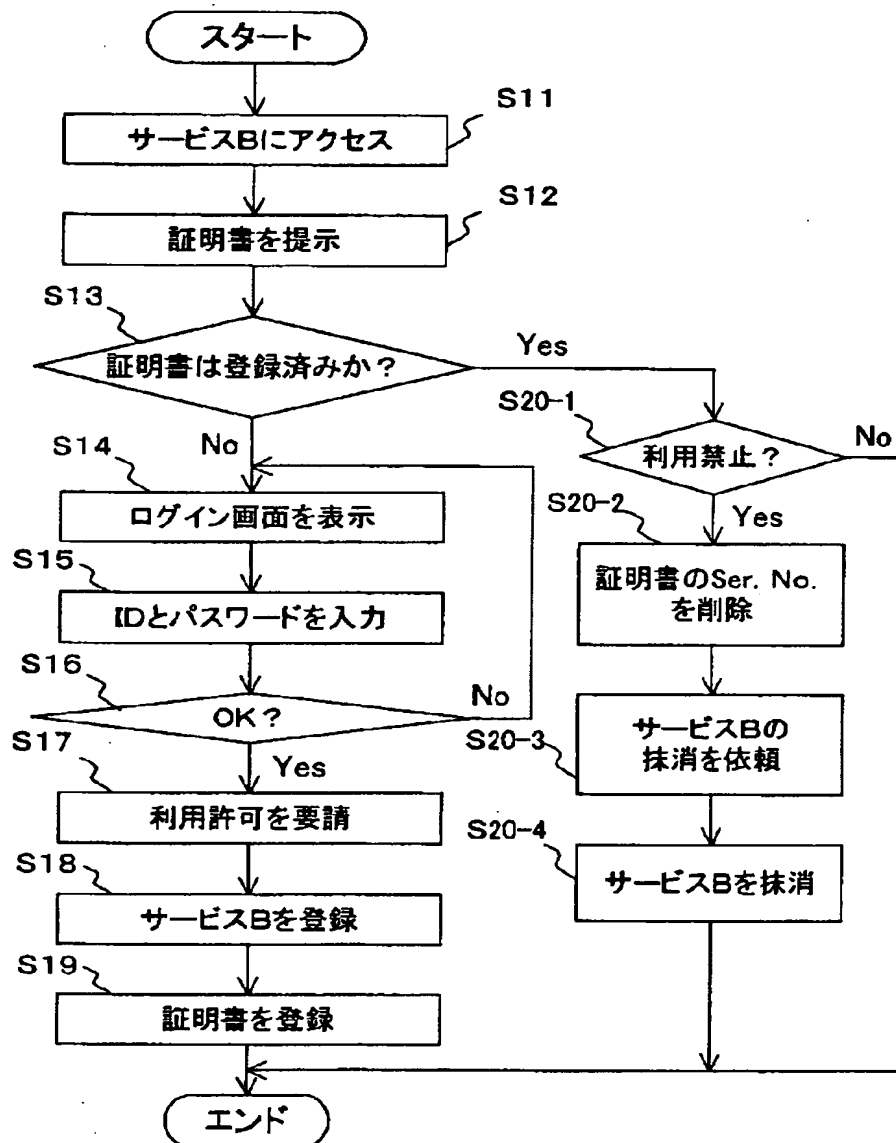 スタート
S11
サービスBにアクセス
S12
証明書を提示
S13
証明書は登録済みか？
Yes
No
S14
ログイン画面を表示
S15
IDとパスワードを入力
S16
OK？
No
Yes
S17
利用許可を要請
S18
サービスBを登録
S19
証明書を登録
S20-1
利用禁止？
No
Yes
S20-2
証明書のSer. No.
を削除
S20-3
サービスBの
抹消を依頼
S20-4
サービスBを抹消
エンド